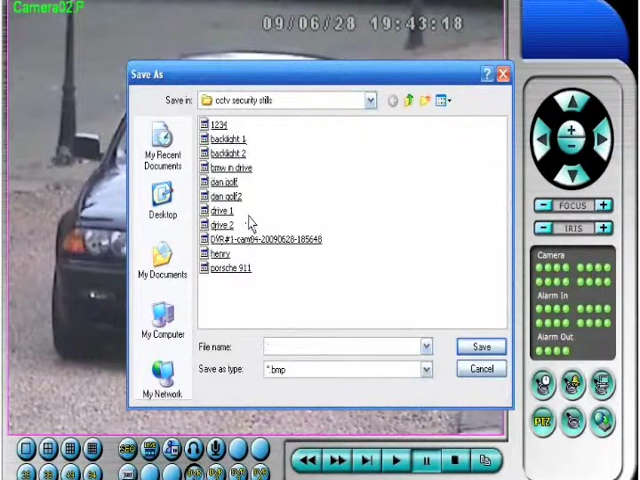 Camera02.P
09/06/28 19:43:18
Save As
Save in:
cctv security stills
1234
backlight 1
backlight 2
bmw in drive
dan golf
dan golf2
drive 1
drive 2
DVR#1-cam04-20090628-185648
henry
porsche 911
My Recent
Documents
Desktop
My Documents
My Computer
My Network
File name:
Save
Save as type:
*.bmp
Cancel
FOCUS
IRIS
Camera
Alarm In
Alarm Out
PTZ
SEQ